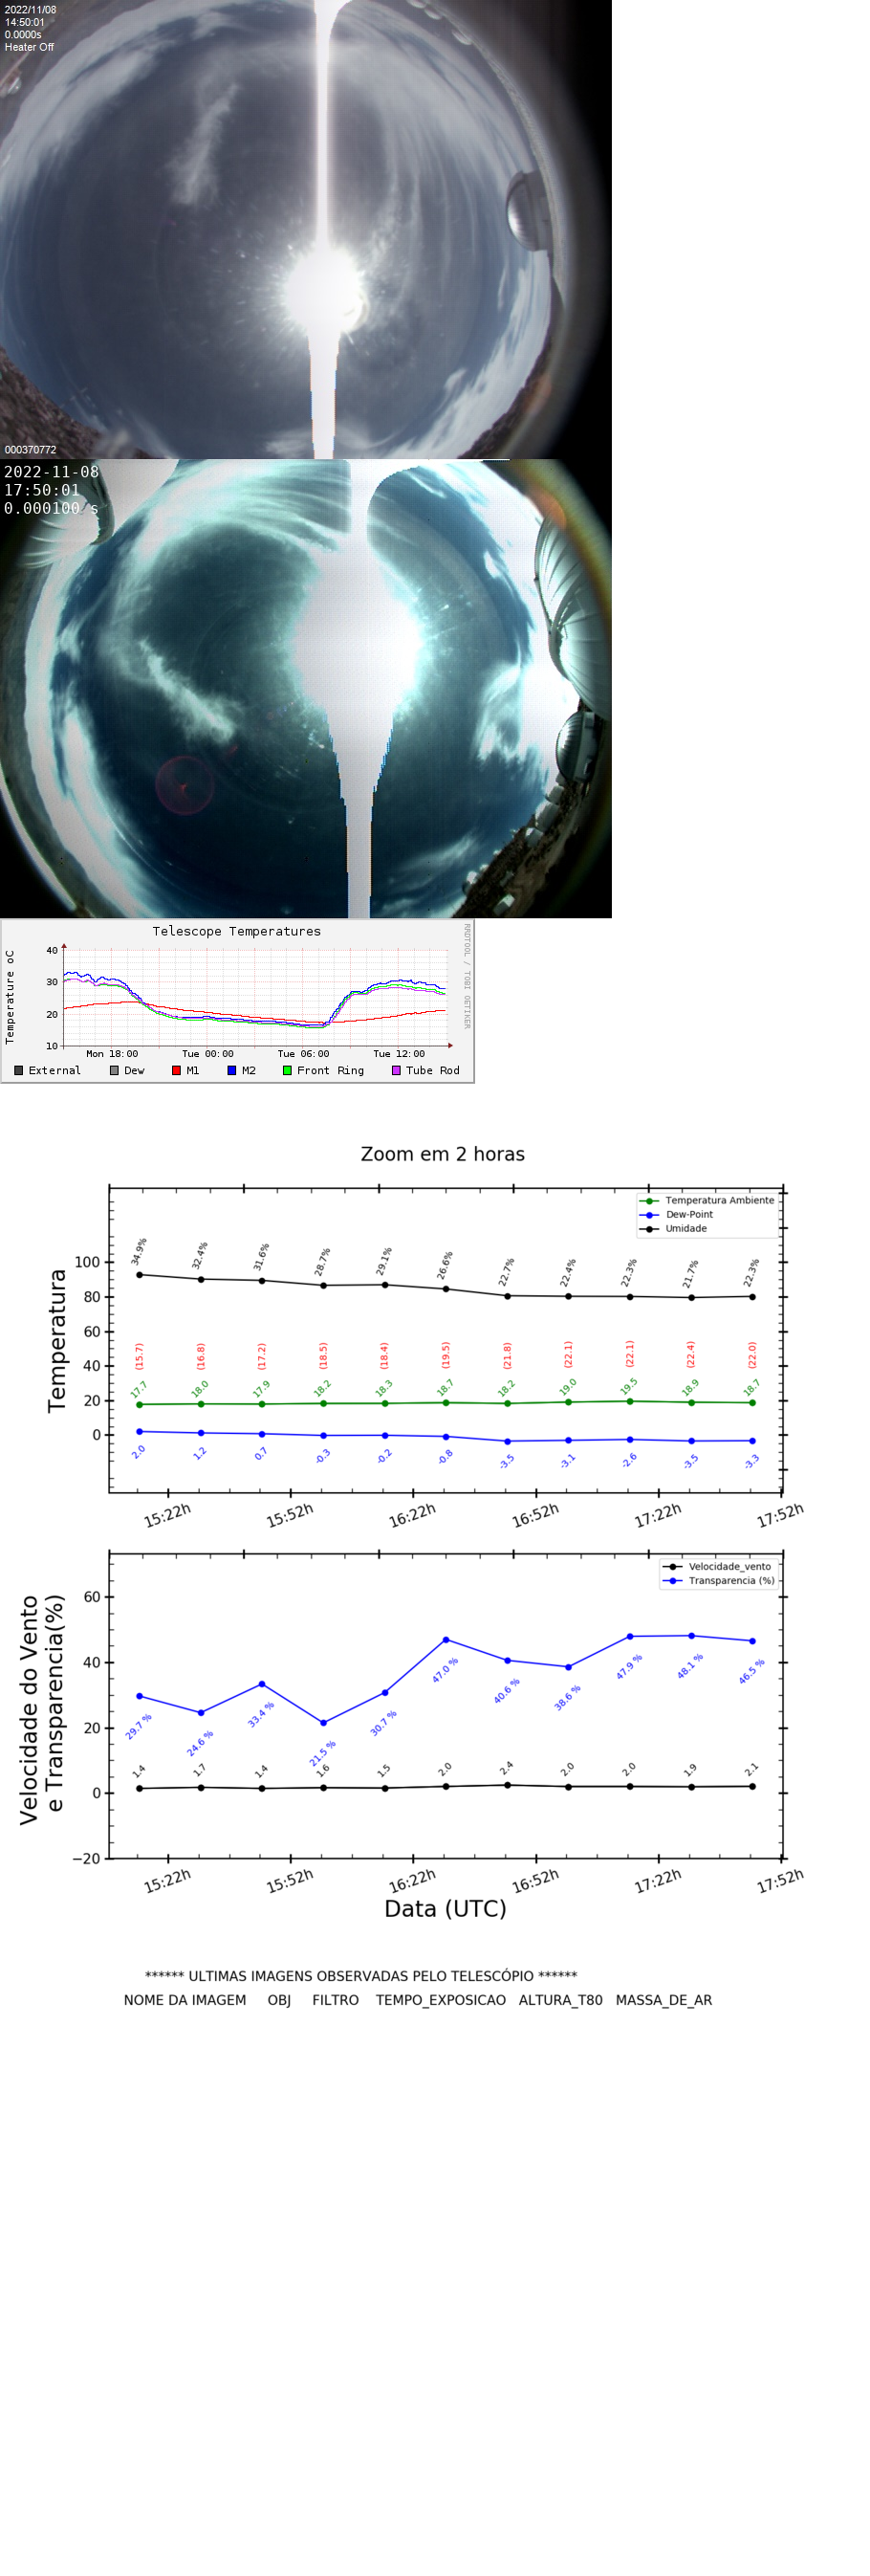 2022/11/08
14:50:01
0.0000s
Heater Off
000370772
2022-11-08
17:50:01
0.000100 s
Telescope Temperatures
RRDTOOL / TOBI OETIKER
Temperature oC
40
30
20
10
Mon 18:00 Tue 00:00 Tue 06:00 Tue 12:00
External Dew M1 M2 Front Ring Tube Rod
Zoom em 2 horas
Temperatura Ambiente
Dew-Point
Umidade
Temperatura
100
80
60
40
20
0
34.9% 32.4% 31.6% 28.7% 29.1% 26.6% 22.7% 22.4% 22.3% 21.7% 22.3%
(15.7) (16.8) (17.2) (18.5) (18.4) (19.5) (21.8) (22.1) (22.1) (22.4) (22.0)
17.7 18.0 17.9 18.2 18.3 18.7 18.2 19.0 19.5 18.9 18.7
2.0 1.2 0.7 -0.3 -0.2 -0.8 -3.5 -3.1 -2.6 -3.5 -3.3
15:22h 15:52h 16:22h 16:52h 17:22h 17:52h
Velocidade_vento
Transparencia (%)
Velocidade do Vento
e Transparencia(%)
60
40
20
0
−20
29.7 % 24.6 % 33.4 % 21.5 % 30.7 % 47.0 % 40.6 % 38.6 % 47.9 % 48.1 % 46.5 %
1.4 1.7 1.4 1.6 1.5 2.0 2.4 2.0 2.0 1.9 2.1
15:22h 15:52h 16:22h 16:52h 17:22h 17:52h
Data (UTC)
****** ULTIMAS IMAGENS OBSERVADAS PELO TELESCÓPIO ******
NOME DA IMAGEM OBJ FILTRO TEMPO_EXPOSICAO ALTURA_T80 MASSA_DE_AR